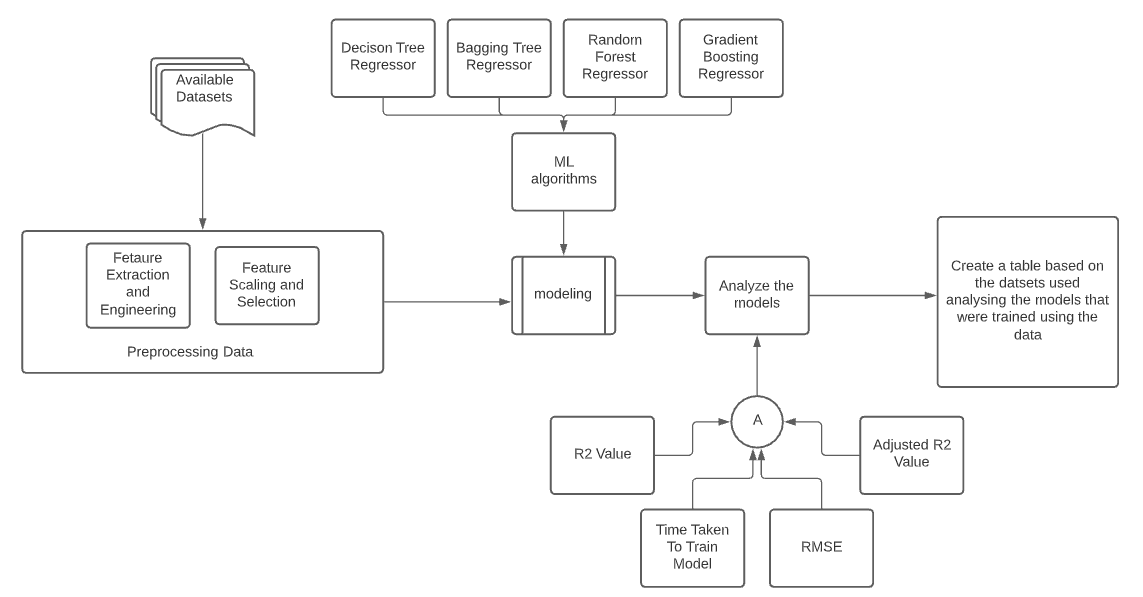 Decison Tree
Regressor
Bagging Tree
Regressor
Random
Forest
Regressor
Gradient
Boosting
Regressor
Available
Datasets
ML
algorithms
Fetaure
Extraction
and
Engineering
Feature
Scaling and
Selection
Preprocessing Data
modeling
Analyze the
models
Create a table based on
the datsets used
analysing the models that
were trained using the
data
A
R2 Value
Adjusted R2
Value
Time Taken
To Train
Model
RMSE